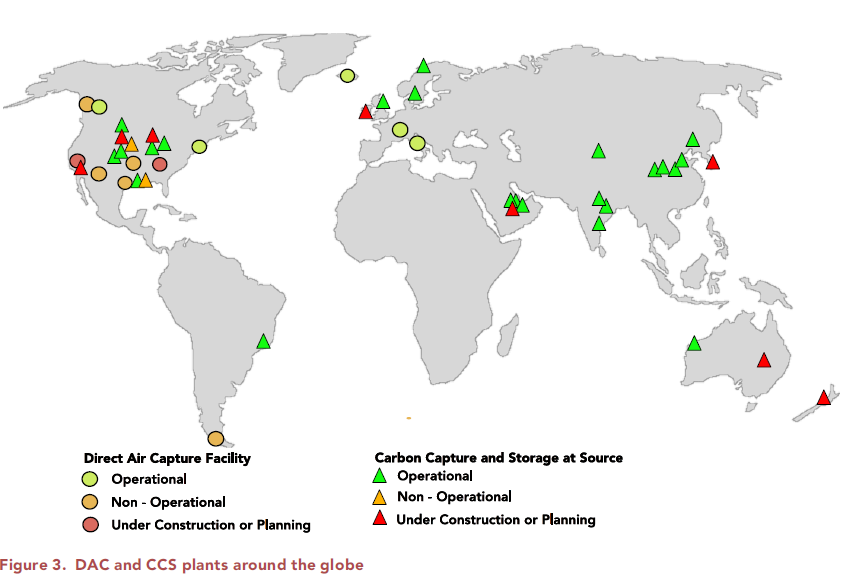 Direct Air Capture Facility
Operational
Non - Operational
Under Construction or Planning
Carbon Capture and Storage at Source
Operational
Non - Operational
Under Construction or Planning
Figure 3. DAC and CCS plants around the globe